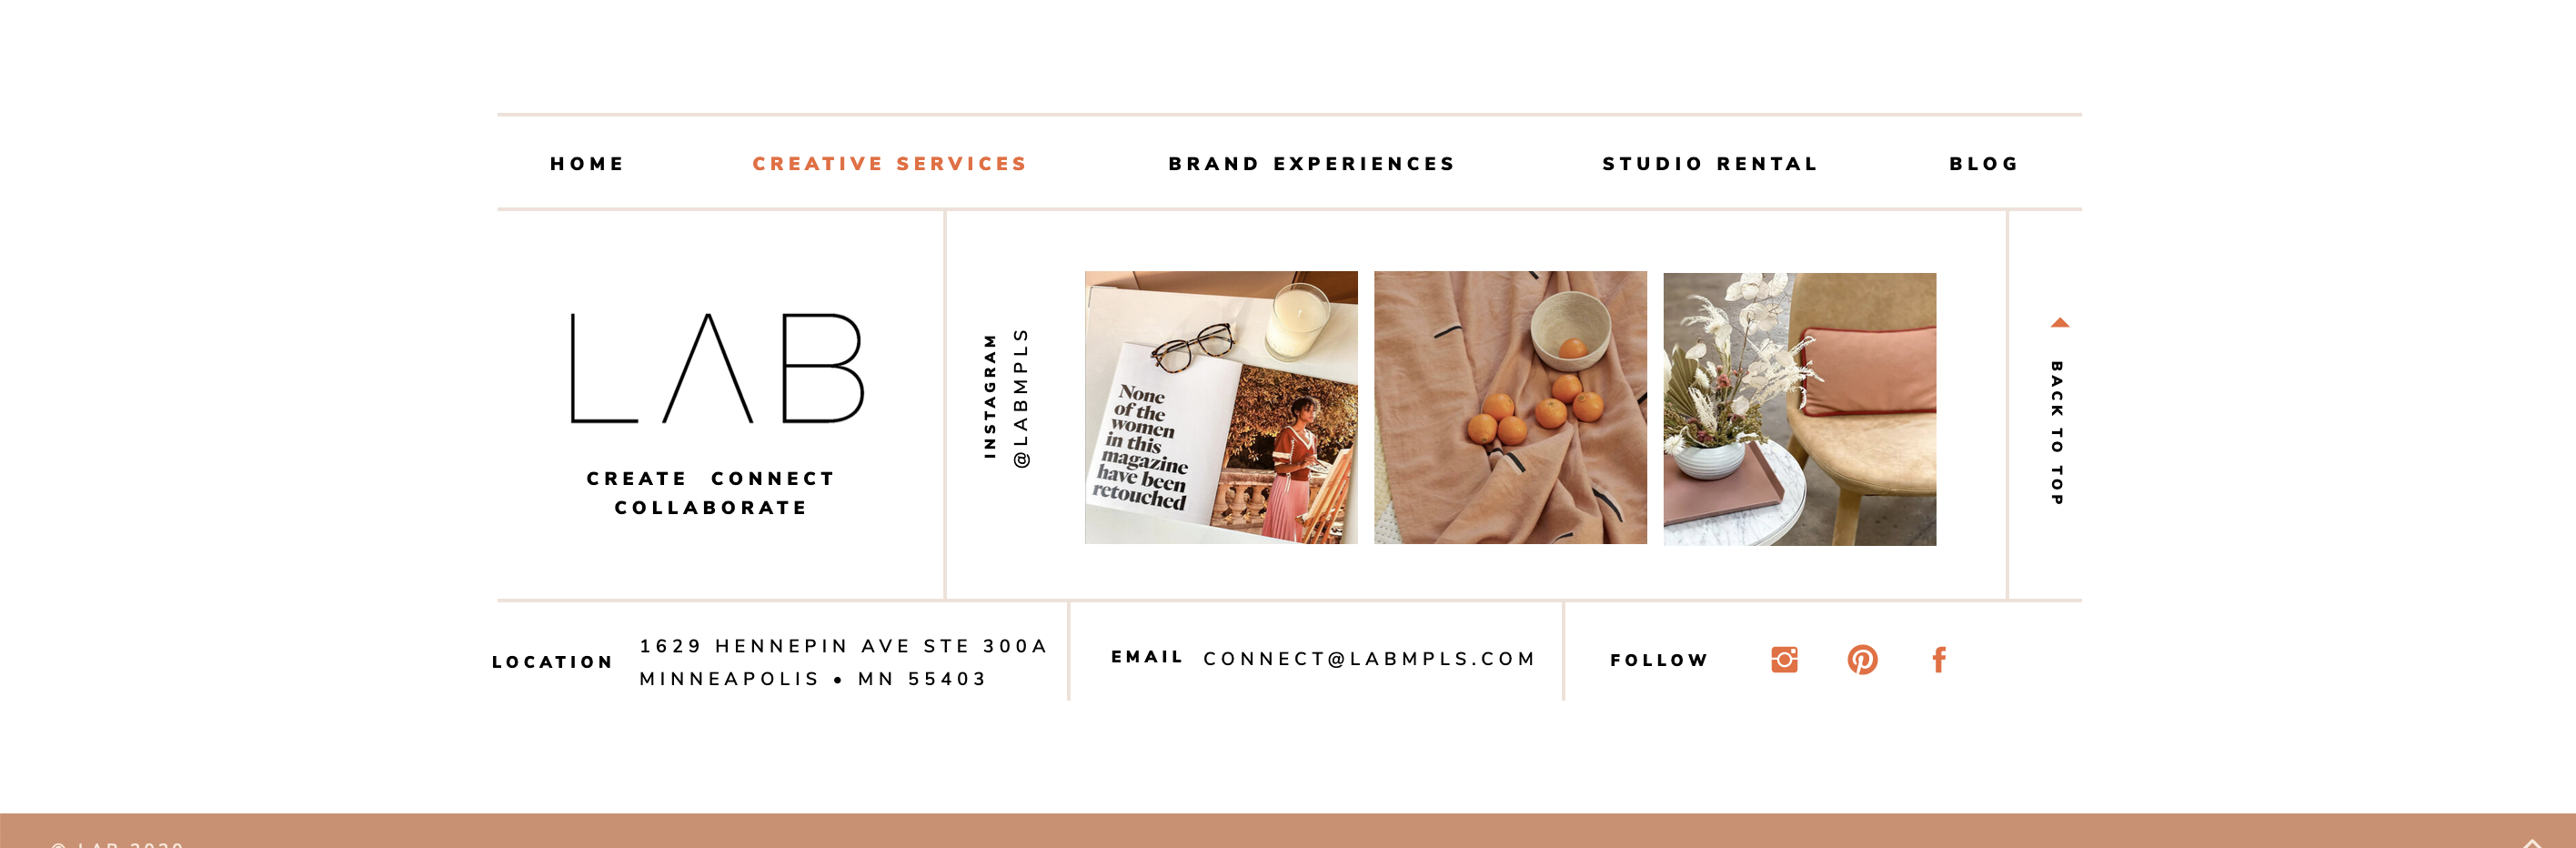 HOME
CREATIVE SERVICES
BRAND EXPERIENCES
STUDIO RENTAL
BLOG
LAB
CREATE CONNECT
COLLABORATE
INSTAGRAM
@LABMPLS
None
of the
women
in this
magazine
have been
retouched
BACK TO TOP
LOCATION
1629 HENNEPIN AVE STE 300A
MINNEAPOLIS • MN 55403
EMAIL
CONNECT@LABMPLS.COM
FOLLOW
© LAB 2020